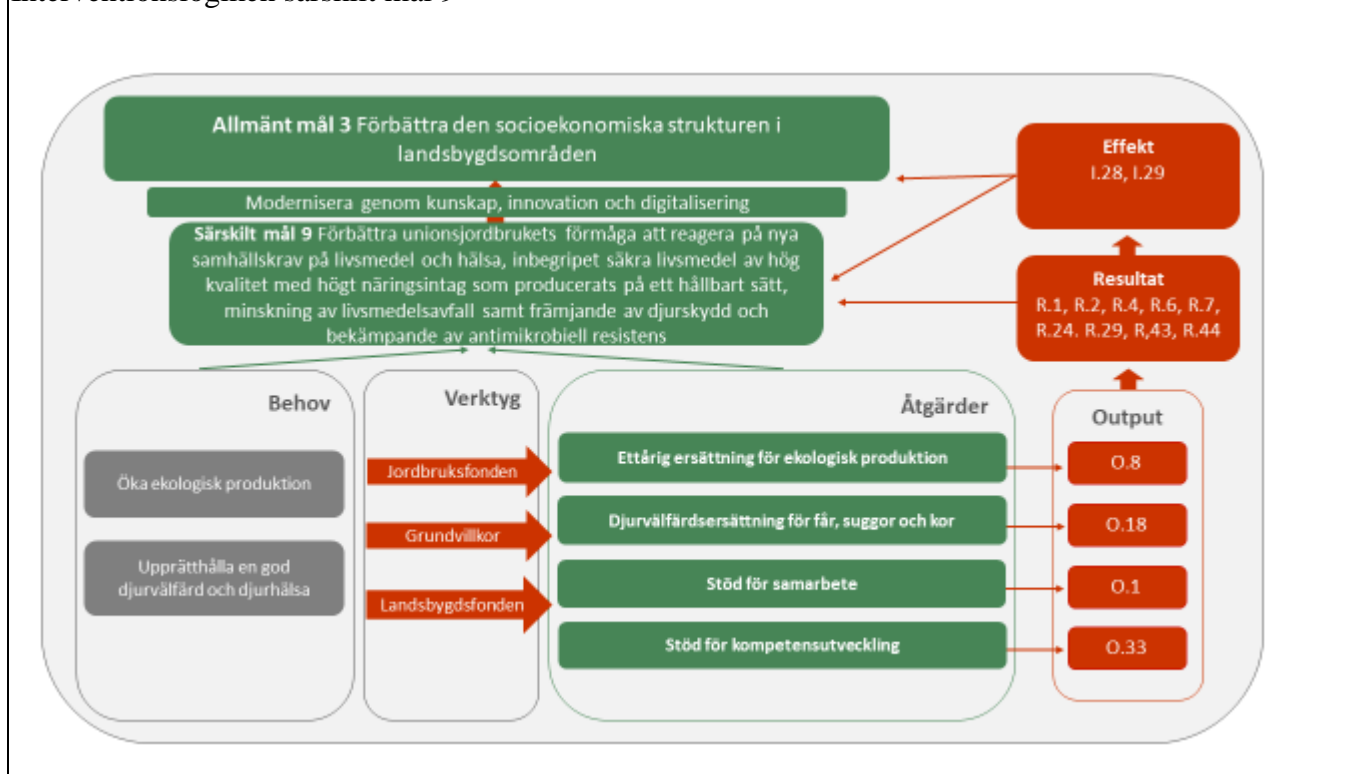 Interventionslogiken särskilt mål 9
Allmänt mål 3 Förbättra den socioekonomiska strukturen i
landsbygdsområden
Modernisera genom kunskap, innovation och digitalisering
Särskilt mål 9 Förbättra unionsjordbrukets förmåga att reagera på nya
samhällskrav på livsmedel och hälsa, inbegripet säkra livsmedel av hög
kvalitet med högt näringsintag som producerats på ett hållbart sätt,
minskning av livsmedelsavfall samt främjande av djurskydd och
bekämpande av antimikrobiell resistens
Effekt
I.28, I.29
Resultat
R.1, R.2, R.4, R.6, R.7,
R.24. R.29, R,43, R.44
Behov
Öka ekologisk produktion
Upprätthålla en god
djurvälfärd och djurhälsa
Verktyg
Jordbruksfonden
Grundvillkor
Landsbygdsfonden
Åtgärder
Ettårig ersättning för ekologisk produktion
Djurvälfärdsersättning för får, suggor och kor
Stöd för samarbete
Stöd för kompetensutveckling
Output
O.8
O.18
O.1
O.33